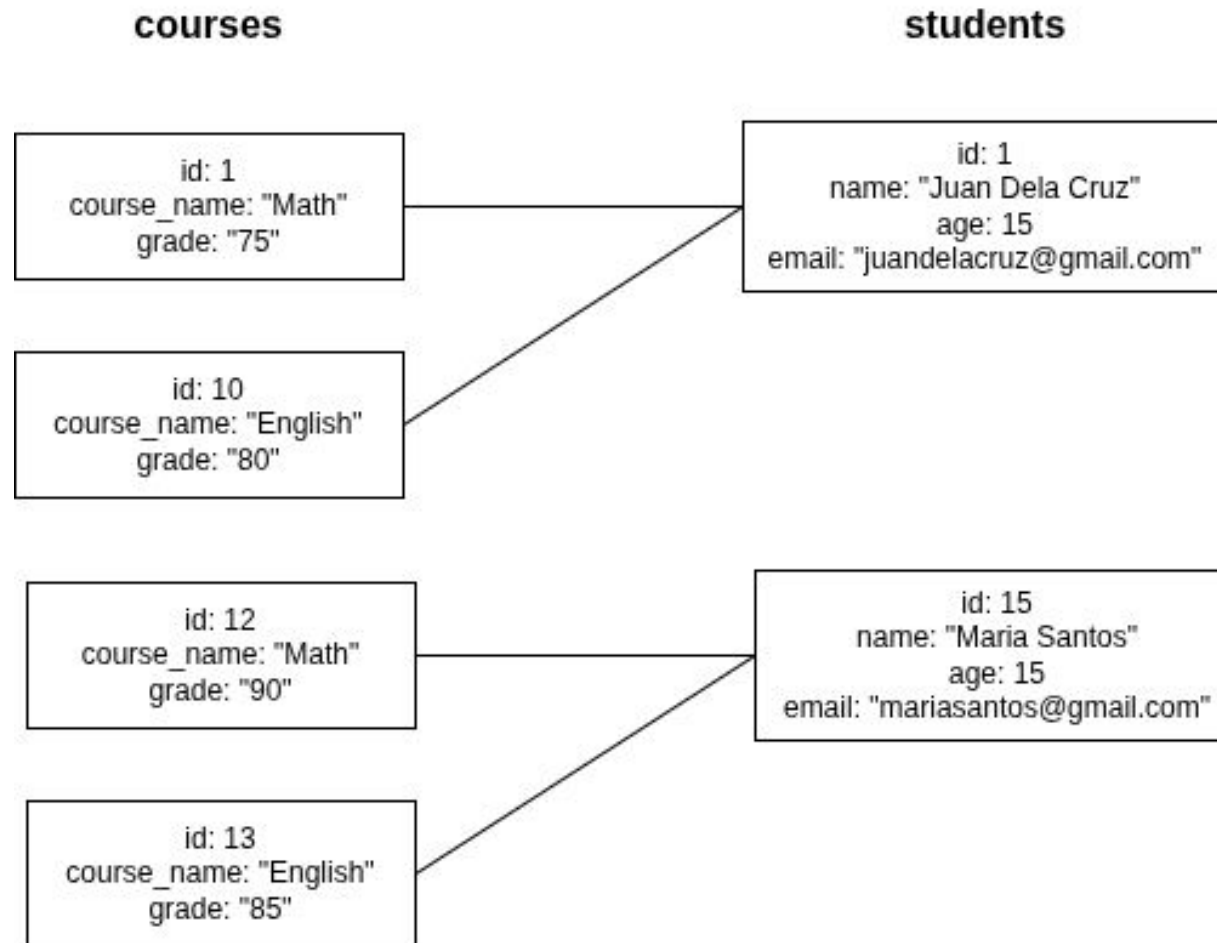 courses
students
id: 1
course_name: "Math"
grade: "75"
id: 1
name: "Juan Dela Cruz"
age: 15
email: "juandelacruz@gmail.com"
id: 10
course_name: "English"
grade: "80"
id: 12
course_name: "Math"
grade: "90"
id: 15
name: "Maria Santos"
age: 15
email: "mariasantos@gmail.com"
id: 13
course_name: "English"
grade: "85"